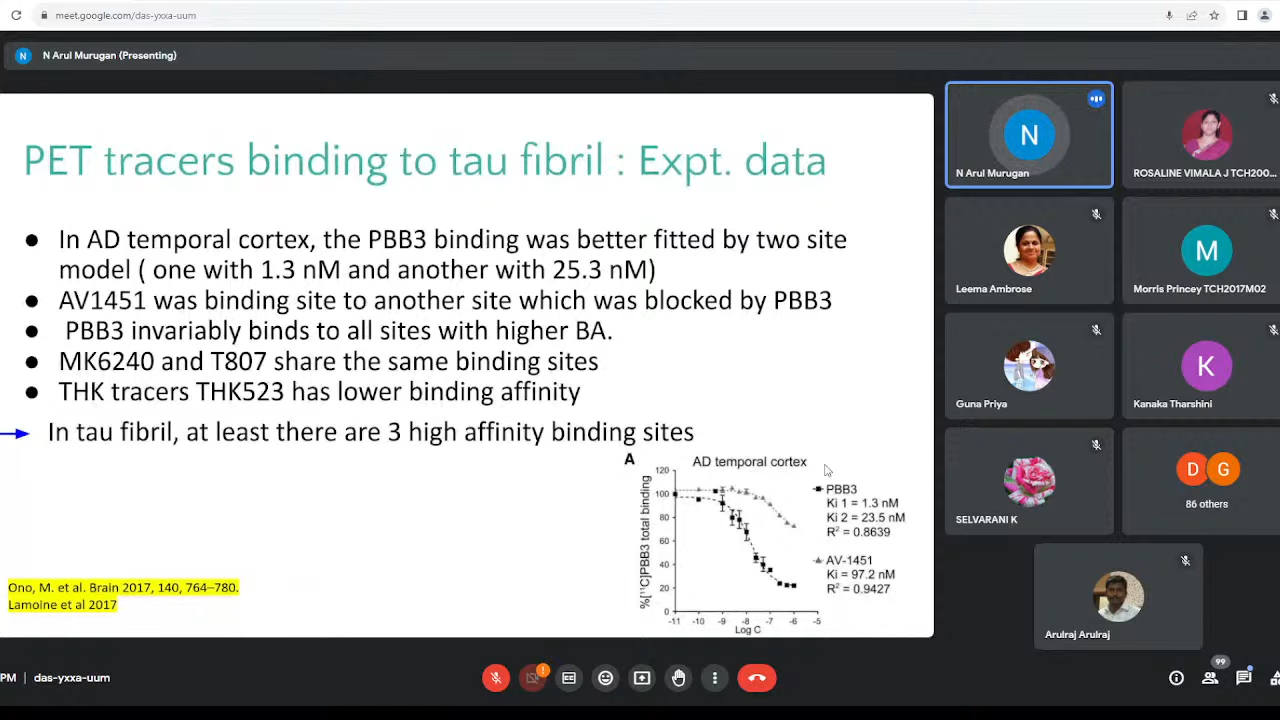 meet.google.com/das-yxxa-uum
N
N Arul Murugan (Presenting)
PET tracers binding to tau fibril : Expt. data
● In AD temporal cortex, the PBB3 binding was better fitted by two site
model ( one with 1.3 nM and another with 25.3 nM)
● AV1451 was binding site to another site which was blocked by PBB3
● PBB3 invariably binds to all sites with higher BA.
● MK6240 and T807 share the same binding sites
● THK tracers THK523 has lower binding affinity
In tau fibril, at least there are 3 high affinity binding sites
A
AD temporal cortex
%[¹¹C]PBB3 total binding
120
100
80
60
40
20
0
-11 -10 -9 -8 -7 -6 -5
Log C
PBB3
Ki 1 = 1.3 nM
Ki 2 = 23.5 nM
R² = 0.8639
AV-1451
Ki = 97.2 nM
R² = 0.9427
Ono, M. et al. Brain 2017, 140, 764–780.
Lamoine et al 2017
N
N Arul Murugan
ROSALINE VIMALA J TCH200...
Leema Ambrose
M
Morris Princey TCH2017M02
Guna Priya
K
Kanaka Tharshini
SELVARANI K
D G
86 others
Arulraj Arulraj
PM
das-yxxa-uum
!
99